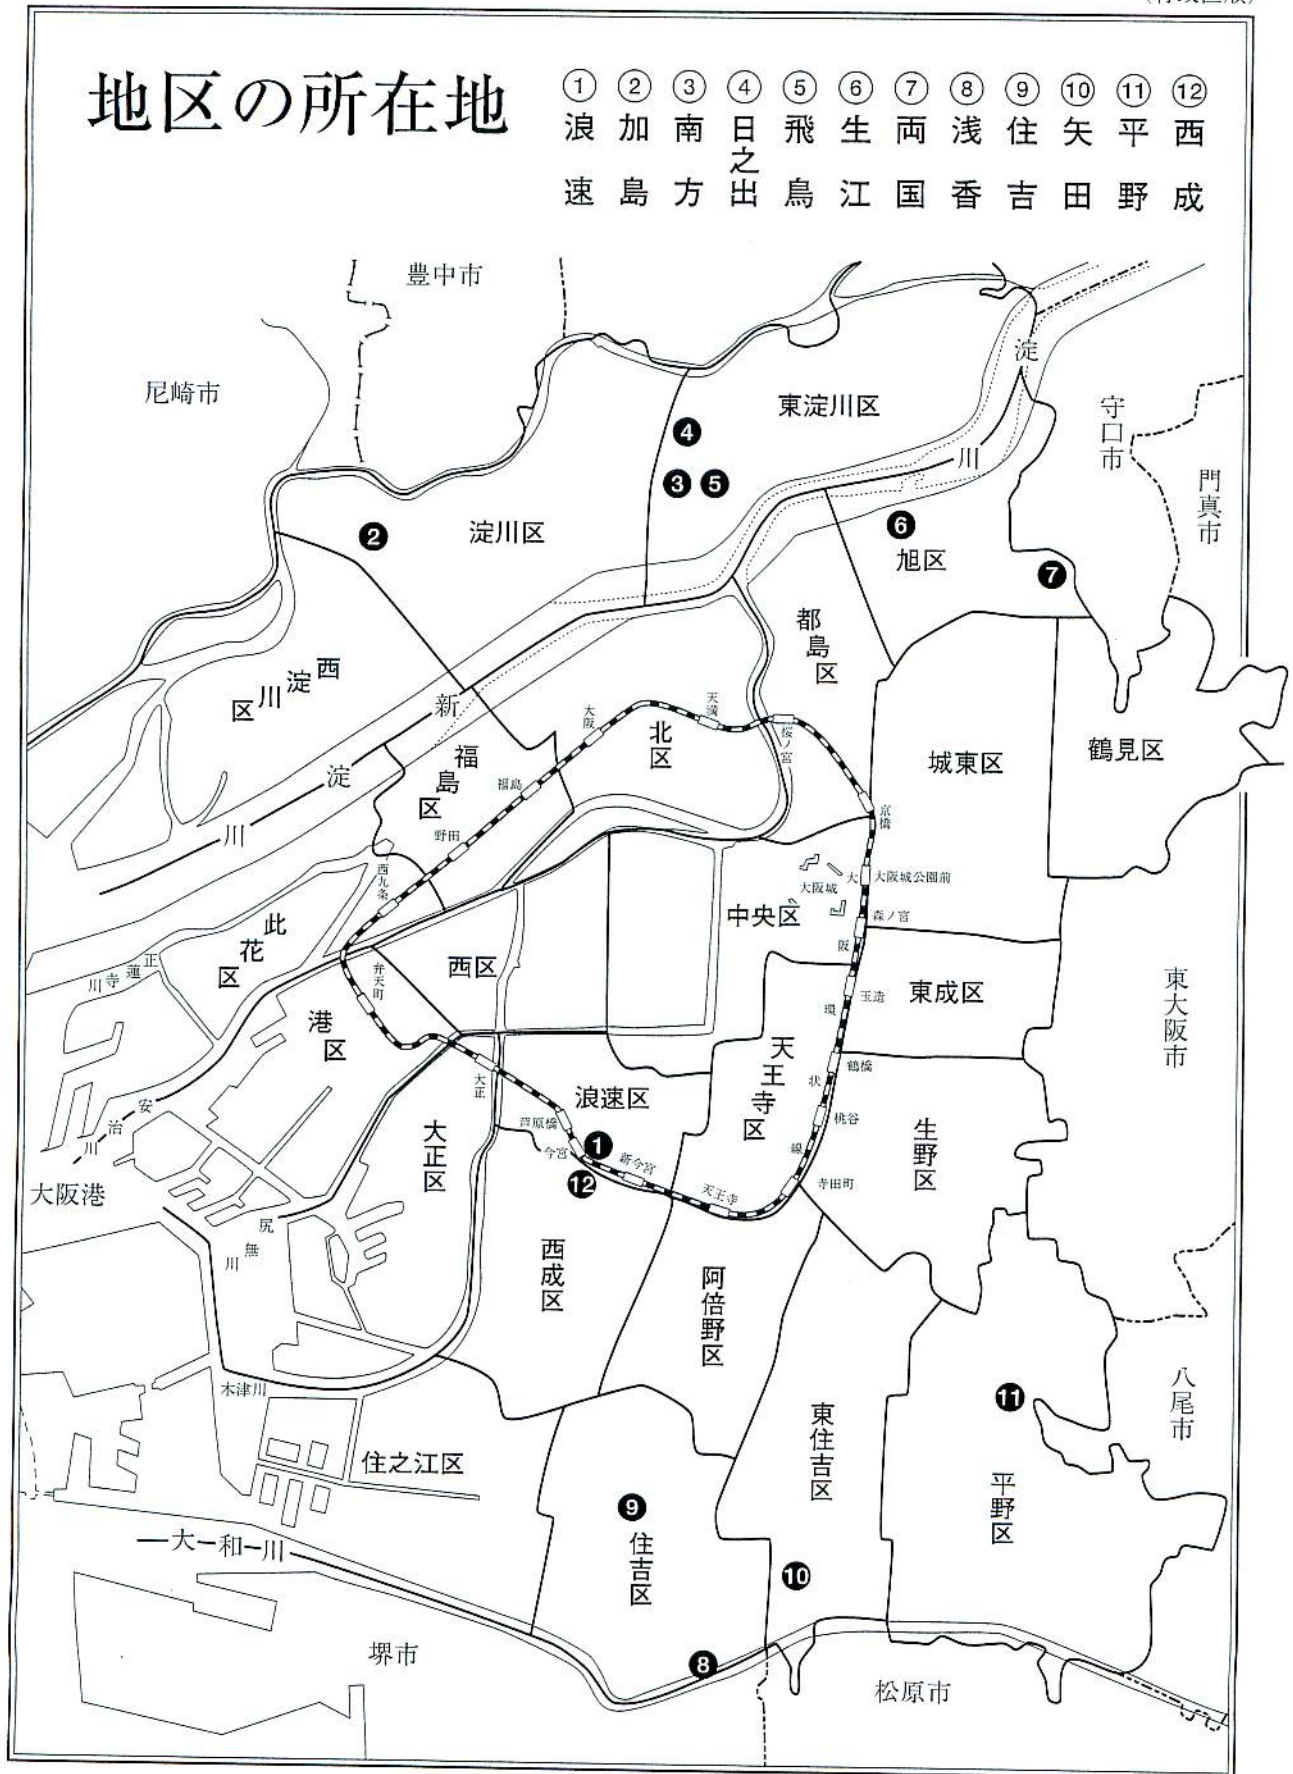 地区の所在地
①浪速
②加島
③南方
④日之出
⑤飛鳥
⑥生江
⑦両国
⑧浅香
⑨住吉
⑩矢田
⑪平野
⑫西成
豊中市
尼崎市
東淀川区
淀川
守口市
門真市
❹
❸
❺
❷
淀川区
❻
旭区
❼
都島区
西淀川区
新淀川
福島区
北区
大阪
天満
桜ノ宮
城東区
鶴見区
福島
野田
西九条
京橋
大阪城
大阪城公園前
中央区
森ノ宮
此花区
正蓮寺川
西区
弁天町
東成区
玉造
大阪環状線
東大阪市
港区
天王寺区
鶴橋
大正
浪速区
芦原橋
今宮
❶
新今宮
⓬
桃谷
生野区
安治川
大阪港
大正区
天王寺
寺田町
尻無川
西成区
阿倍野区
木津川
⓫
八尾市
東住吉区
住之江区
平野区
❾
住吉区
大和川
❿
堺市
❽
松原市